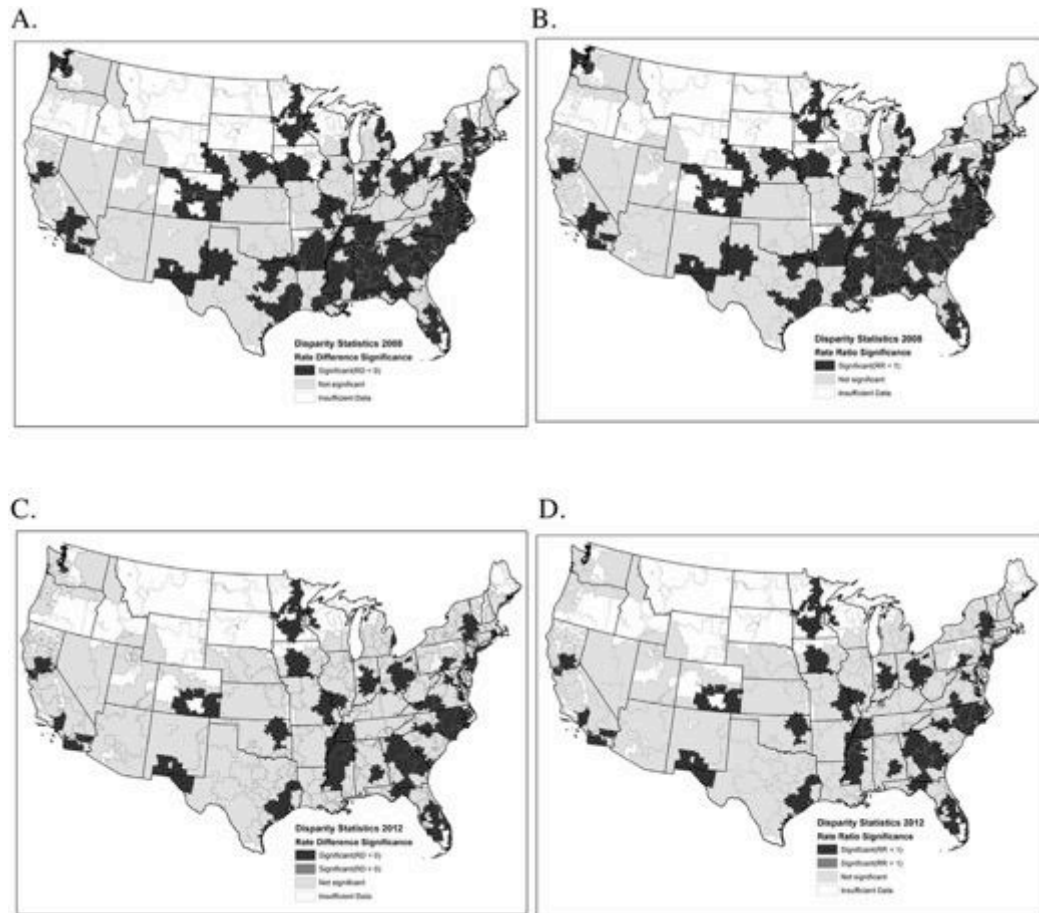 A.
B.
Disparity Statistics 2008
Rate Difference Significance
Significant(RD < 0)
Not significant
Insufficient Data
Disparity Statistics 2008
Rate Ratio Significance
Significant(RR < 1)
Not significant
Insufficient Data
C.
D.
Disparity Statistics 2012
Rate Difference Significance
Significant(RD < 0)
Significant(RD > 0)
Not significant
Insufficient Data
Disparity Statistics 2012
Rate Ratio Significance
Significant(RR < 1)
Significant(RR > 1)
Not significant
Insufficient Data